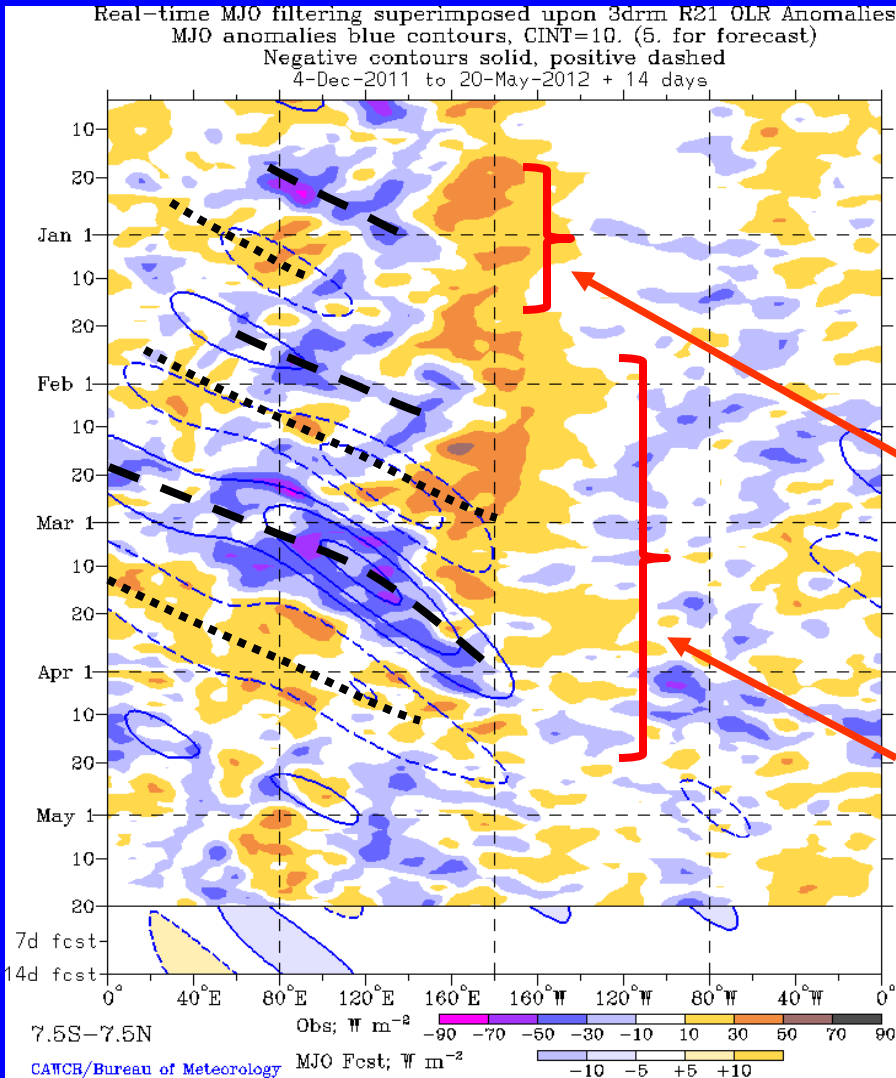 Real-time MJO filtering superimposed upon 3drm R21 OLR Anomalies
MJO anomalies blue contours, CINT=10. (5. for forecast)
Negative contours solid, positive dashed
4-Dec-2011 to 20-May-2012 + 14 days
10
20
Jan 1
10
20
Feb 1
10
20
Mar 1
10
20
Apr 1
10
20
May 1
10
20
7d fcst
14d fcst
0° 40°E 80°E 120°E 160°E 160°W 120°W 80°W 40°W 0°
7.5S-7.5N
Obs; W m⁻²
-90 -70 -50 -30 -10 10 30 50 70 90
CAWCR/Bureau of Meteorology
MJO Fcst; W m⁻²
-10 -5 +5 +10